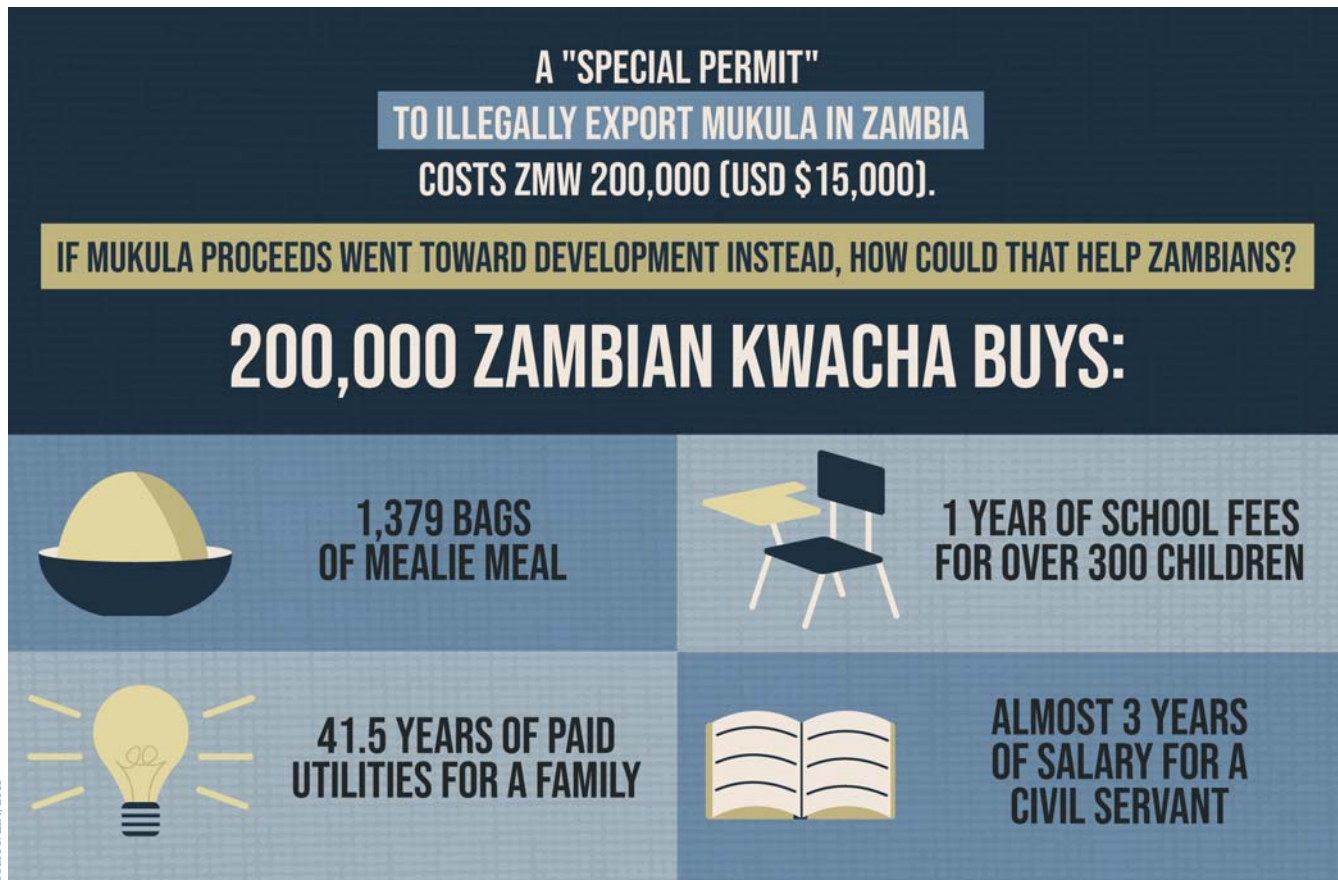 A "SPECIAL PERMIT"
TO ILLEGALLY EXPORT MUKULA IN ZAMBIA
COSTS ZMW 200,000 (USD $15,000).
IF MUKULA PROCEEDS WENT TOWARD DEVELOPMENT INSTEAD, HOW COULD THAT HELP ZAMBIANS?
200,000 ZAMBIAN KWACHA BUYS:
1,379 BAGS
OF MEALIE MEAL
1 YEAR OF SCHOOL FEES
FOR OVER 300 CHILDREN
41.5 YEARS OF PAID
UTILITIES FOR A FAMILY
ALMOST 3 YEARS
OF SALARY FOR A
CIVIL SERVANT